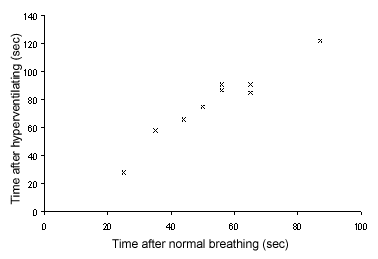 Time after hyperventilating (sec)
140
120
100
80
60
40
20
0
0 20 40 60 80 100
Time after normal breathing (sec)